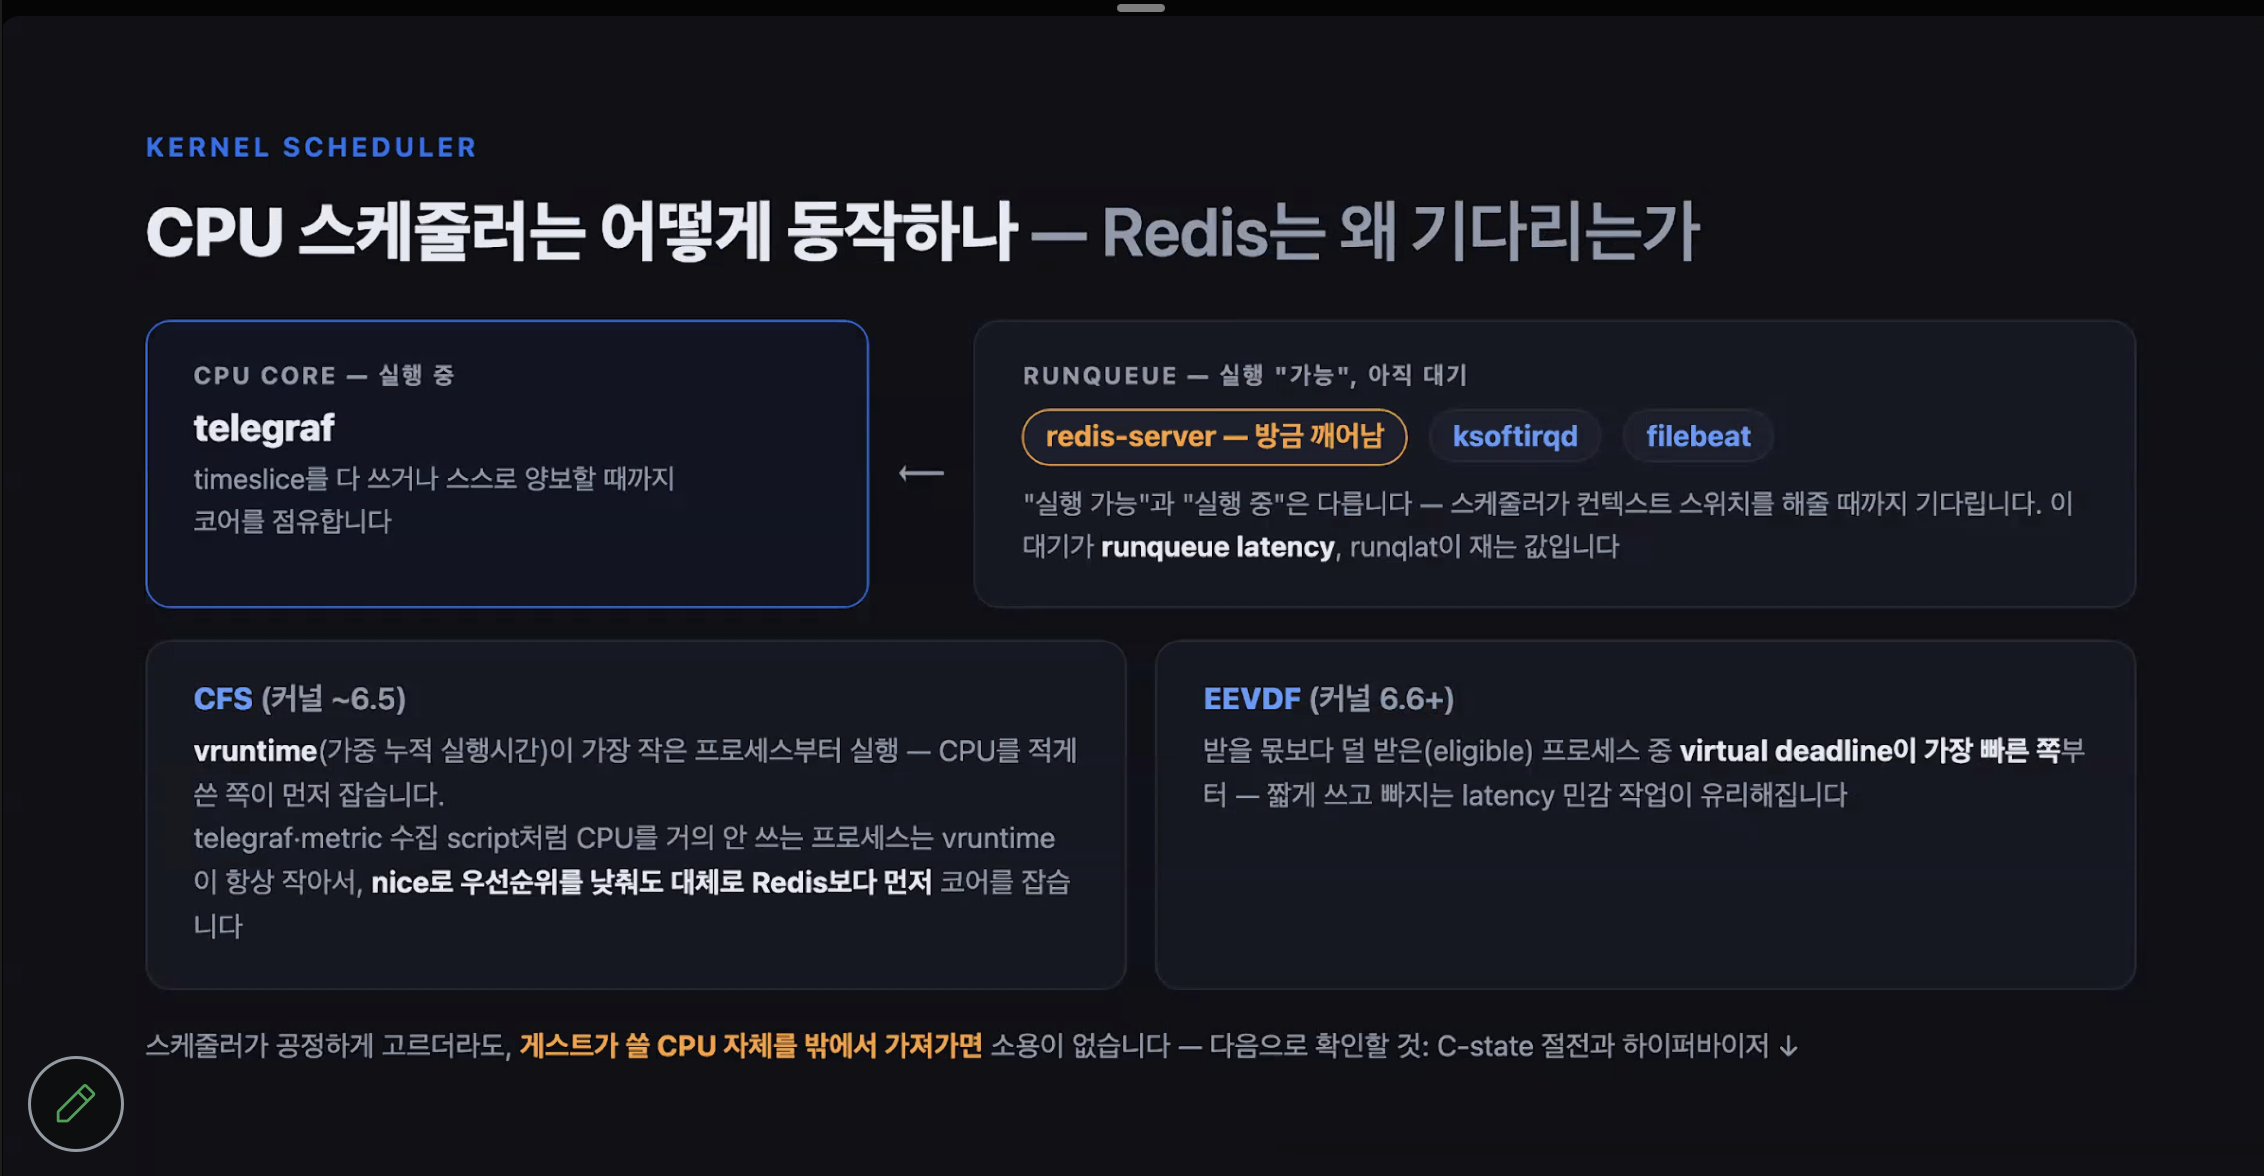 KERNEL SCHEDULER
CPU 스케줄러는 어떻게 동작하나 — Redis는 왜 기다리는가
CPU CORE — 실행 중
telegraf
timeslice를 다 쓰거나 스스로 양보할 때까지
코어를 점유합니다
←
RUNQUEUE — 실행 "가능", 아직 대기
redis-server — 방금 깨어남
ksoftirqd
filebeat
"실행 가능"과 "실행 중"은 다릅니다 — 스케줄러가 컨텍스트 스위치를 해줄 때까지 기다립니다. 이
대기가 runqueue latency, runqlat이 재는 값입니다
CFS (커널 ~6.5)
vruntime(가중 누적 실행시간)이 가장 작은 프로세스부터 실행 — CPU를 적게
쓴 쪽이 먼저 잡습니다.
telegraf·metric 수집 script처럼 CPU를 거의 안 쓰는 프로세스는 vruntime
이 항상 작아서, nice로 우선순위를 낮춰도 대체로 Redis보다 먼저 코어를 잡습
니다
EEVDF (커널 6.6+)
받을 몫보다 덜 받은(eligible) 프로세스 중 virtual deadline이 가장 빠른 쪽부
터 — 짧게 쓰고 빠지는 latency 민감 작업이 유리해집니다
스케줄러가 공정하게 고르더라도, 게스트가 쓸 CPU 자체를 밖에서 가져가면 소용이 없습니다 — 다음으로 확인할 것: C-state 절전과 하이퍼바이저 ↓